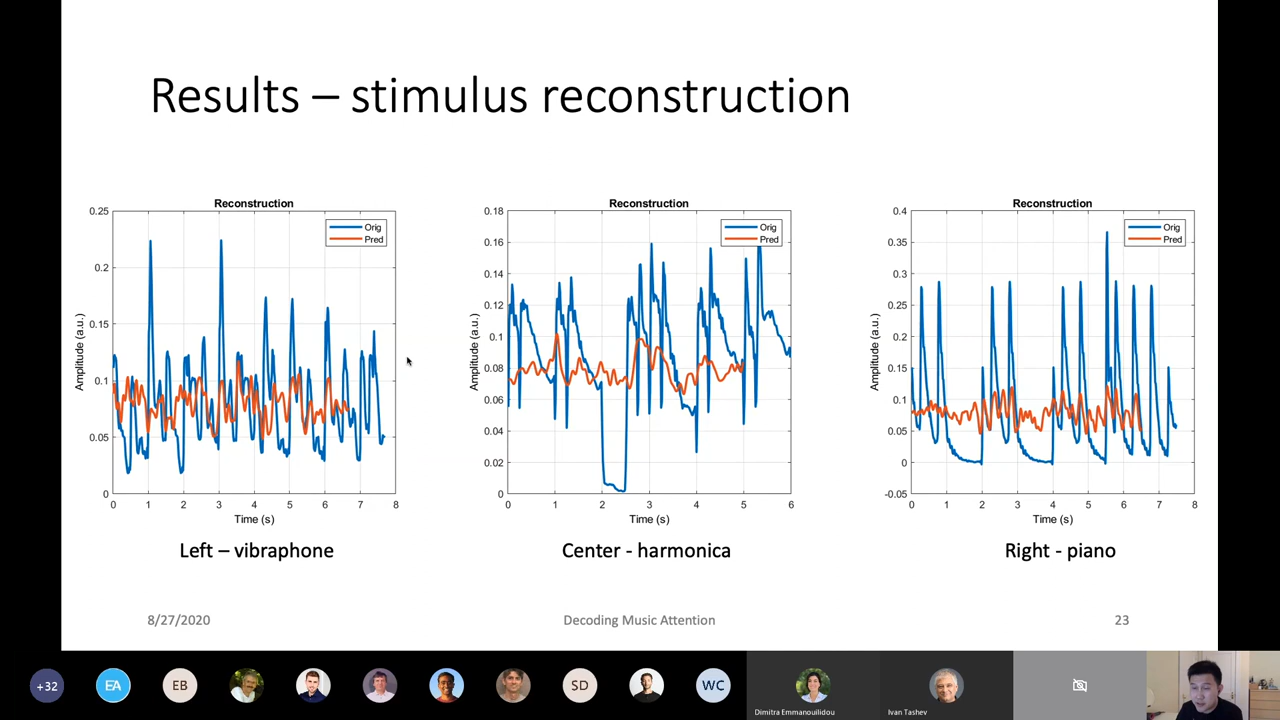 Results – stimulus reconstruction
Reconstruction
Orig
Pred
0.25
0.2
0.15
0.1
0.05
0
Amplitude (a.u.)
0 1 2 3 4 5 6 7 8
Time (s)
Left – vibraphone
Reconstruction
Orig
Pred
0.18
0.16
0.14
0.12
0.1
0.08
0.06
0.04
0.02
0
Amplitude (a.u.)
0 1 2 3 4 5 6
Time (s)
Center - harmonica
Reconstruction
Orig
Pred
0.4
0.35
0.3
0.25
0.2
0.15
0.1
0.05
0
-0.05
Amplitude (a.u.)
0 1 2 3 4 5 6 7 8
Time (s)
Right - piano
8/27/2020
Decoding Music Attention
23
+32
EA
EB
SD
WC
Dimitra Emmanouilidou
Ivan Tashev